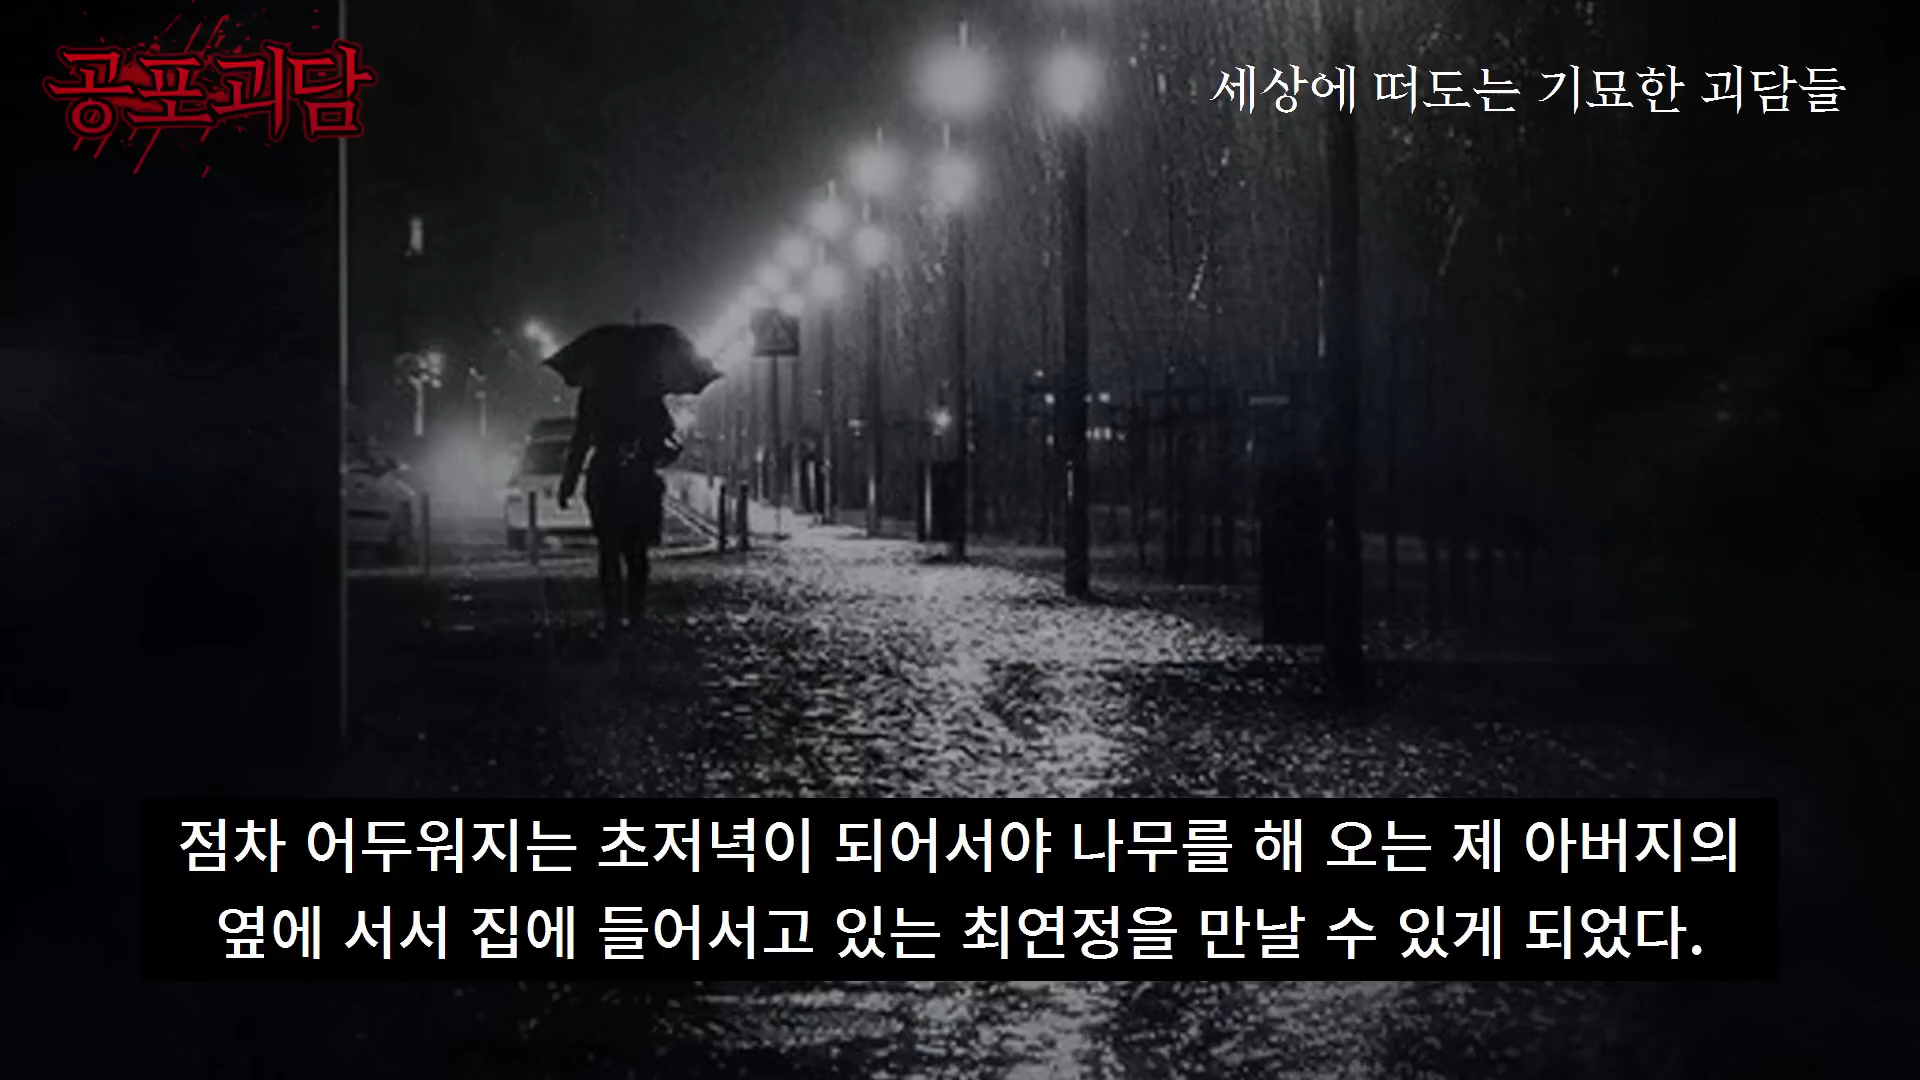 공포괴담
세상에 떠도는 기묘한 괴담들
점차 어두워지는 초저녁이 되어서야 나무를 해 오는 제 아버지의
옆에 서서 집에 들어서고 있는 최연정을 만날 수 있게 되었다.